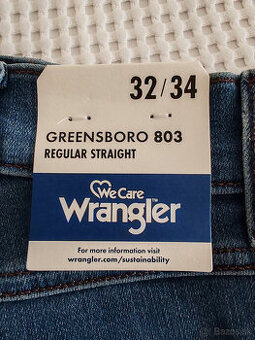 32/34
GREENSBORO 803
REGULAR STRAIGHT
We Care
Wrangler
For more information visit
wrangler.com/sustainability